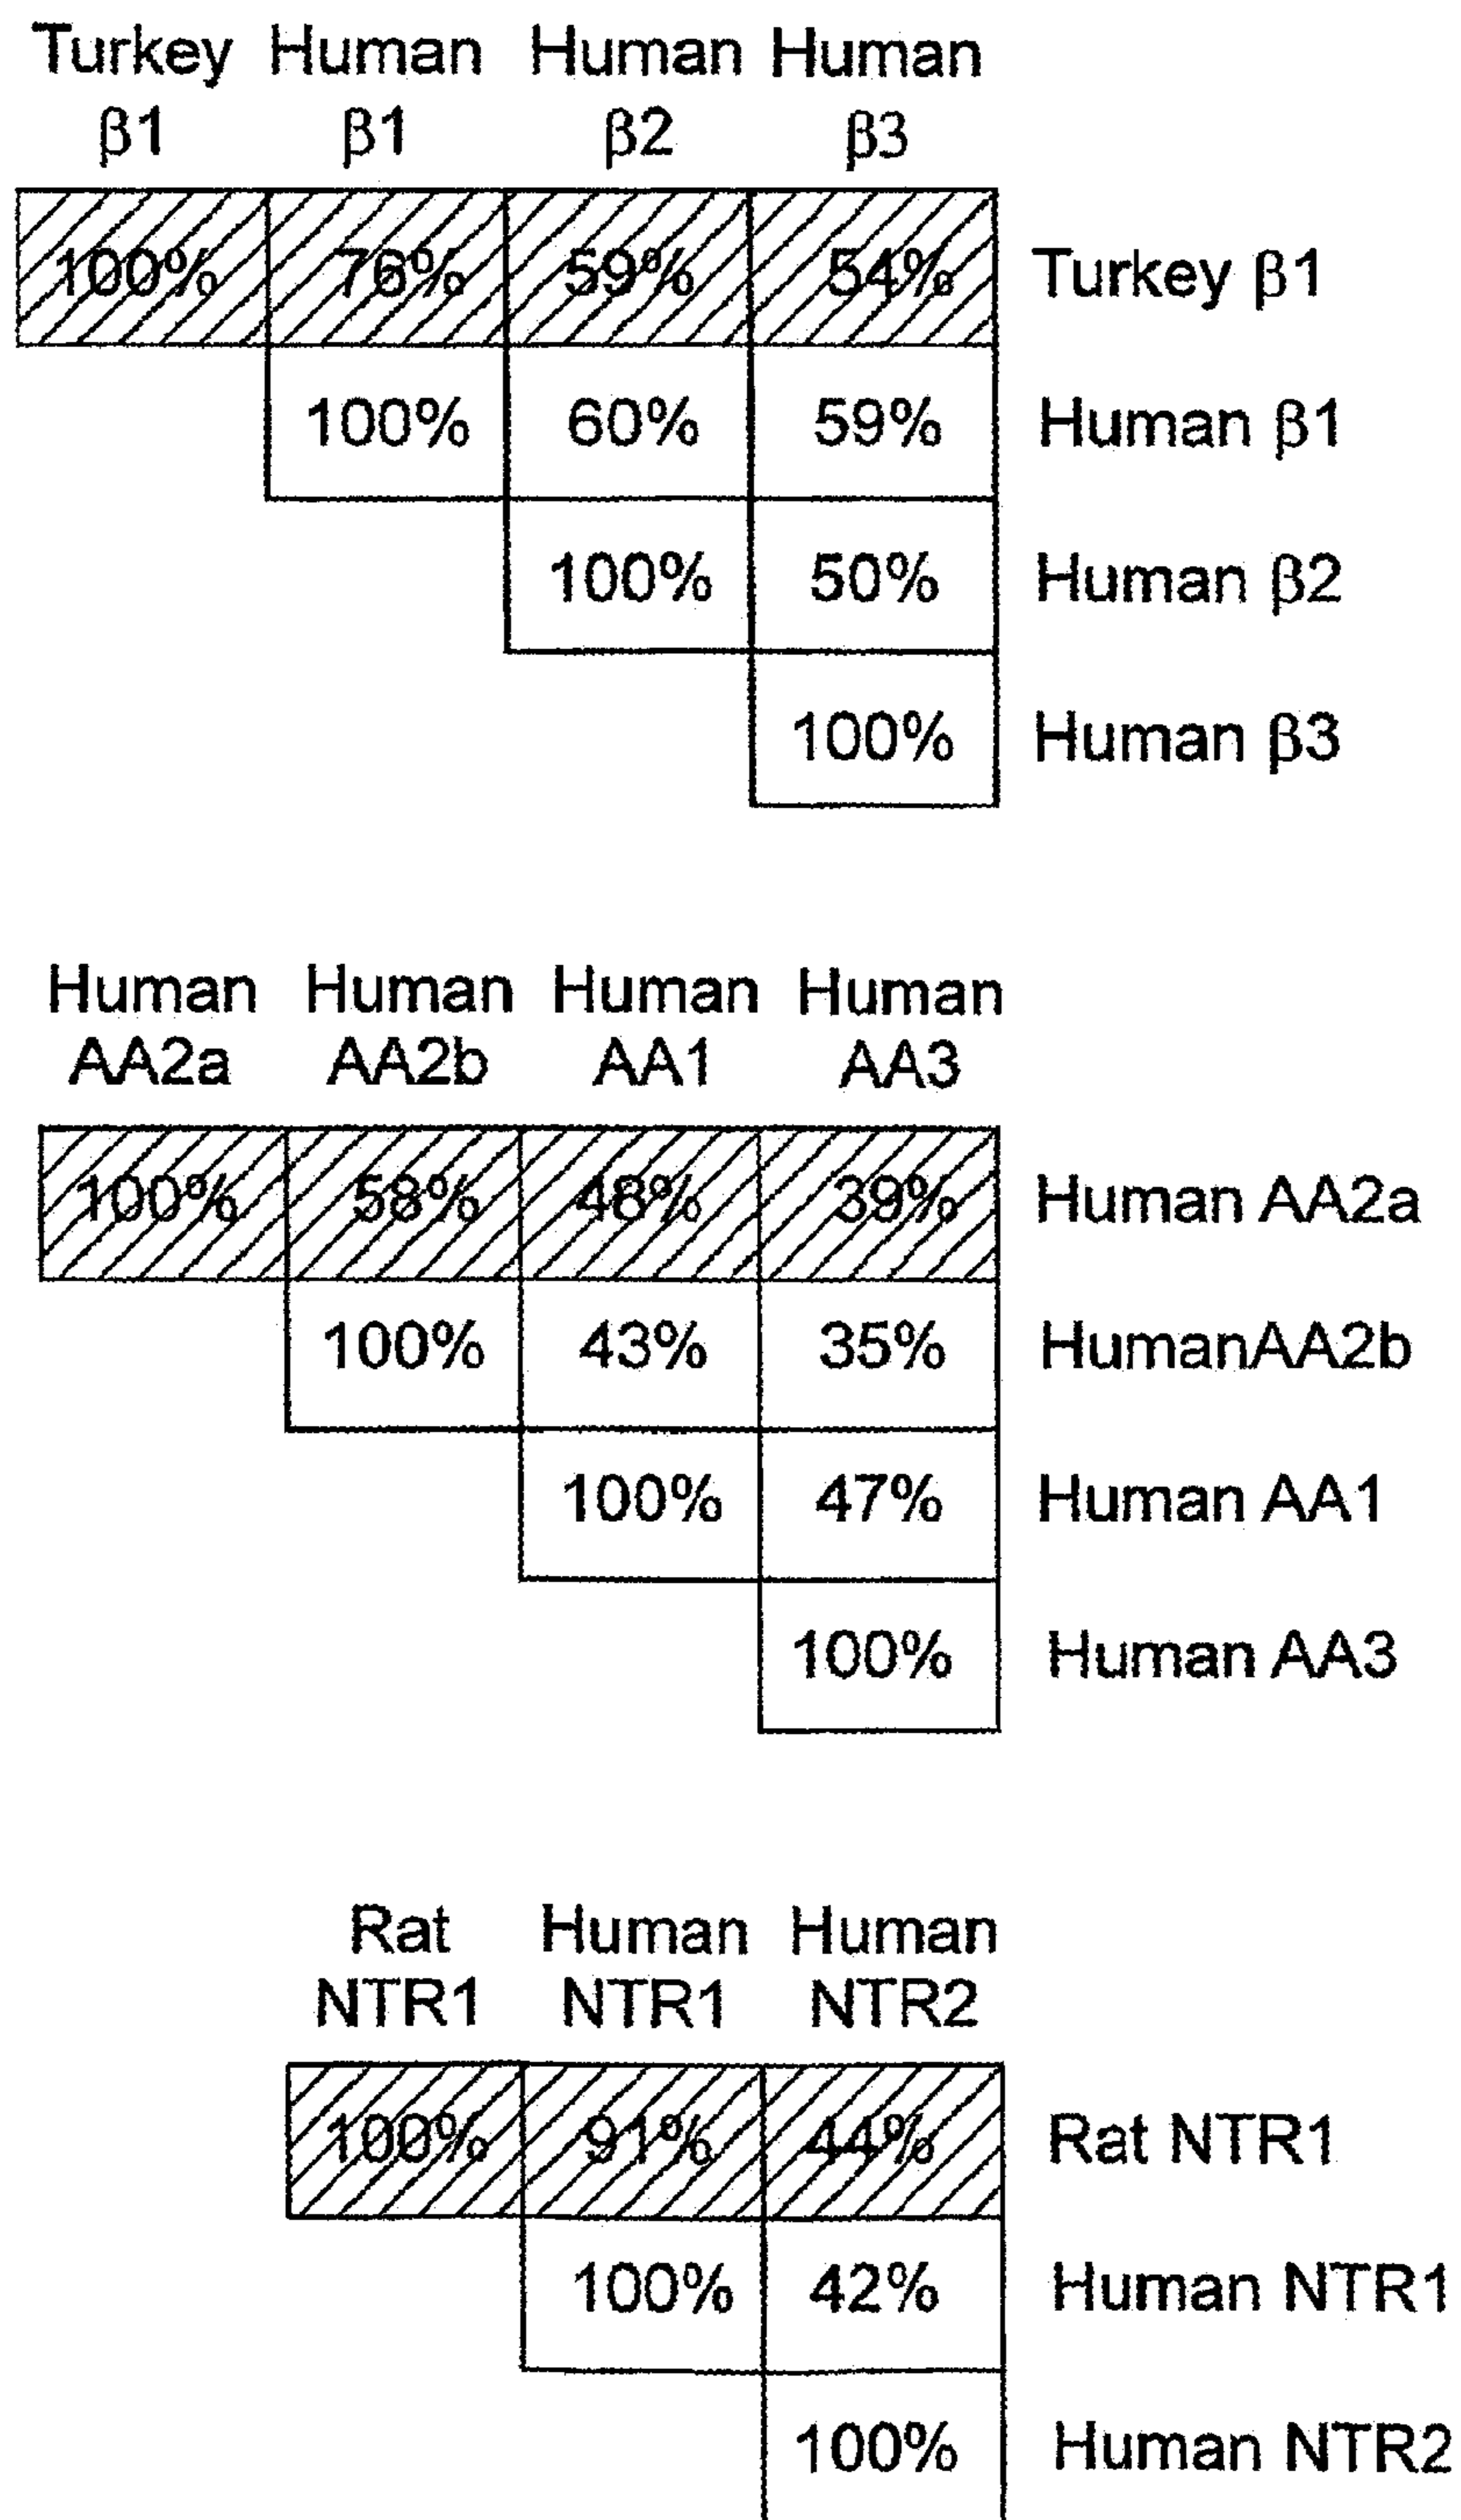 Turkey Human Human Human
β1 β1 β2 β3
100% 76% 59% 54% Turkey β1
100% 60% 59% Human β1
100% 50% Human β2
100% Human β3
Human Human Human Human
AA2a AA2b AA1 AA3
100% 58% 48% 39% Human AA2a
100% 43% 35% HumanAA2b
100% 47% Human AA1
100% Human AA3
Rat Human Human
NTR1 NTR1 NTR2
100% 91% 44% Rat NTR1
100% 42% Human NTR1
100% Human NTR2